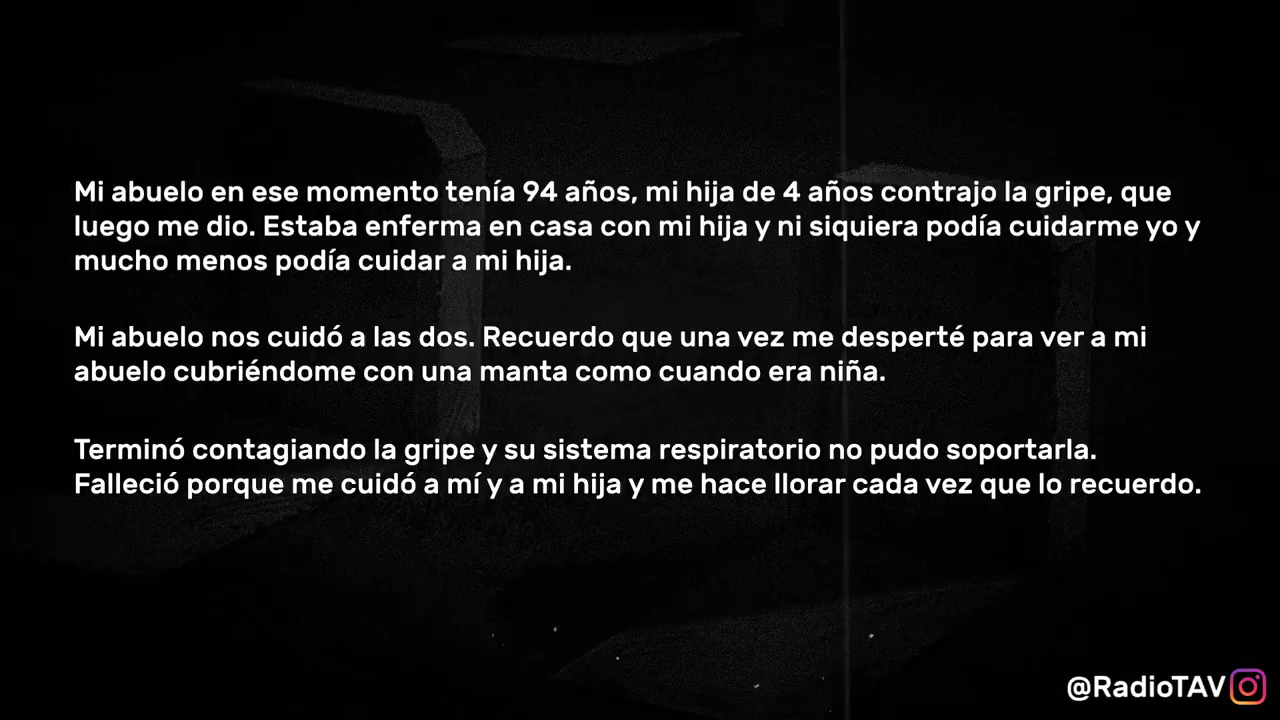 Mi abuelo en ese momento tenía 94 años, mi hija de 4 años contrajo la gripe, que
luego me dio. Estaba enferma en casa con mi hija y ni siquiera podía cuidarme yo y
mucho menos podía cuidar a mi hija.
Mi abuelo nos cuidó a las dos. Recuerdo que una vez me desperté para ver a mi
abuelo cubriéndome con una manta como cuando era niña.
Terminó contagiando la gripe y su sistema respiratorio no pudo soportarla.
Falleció porque me cuidó a mí y a mi hija y me hace llorar cada vez que lo recuerdo.
@RadioTAV